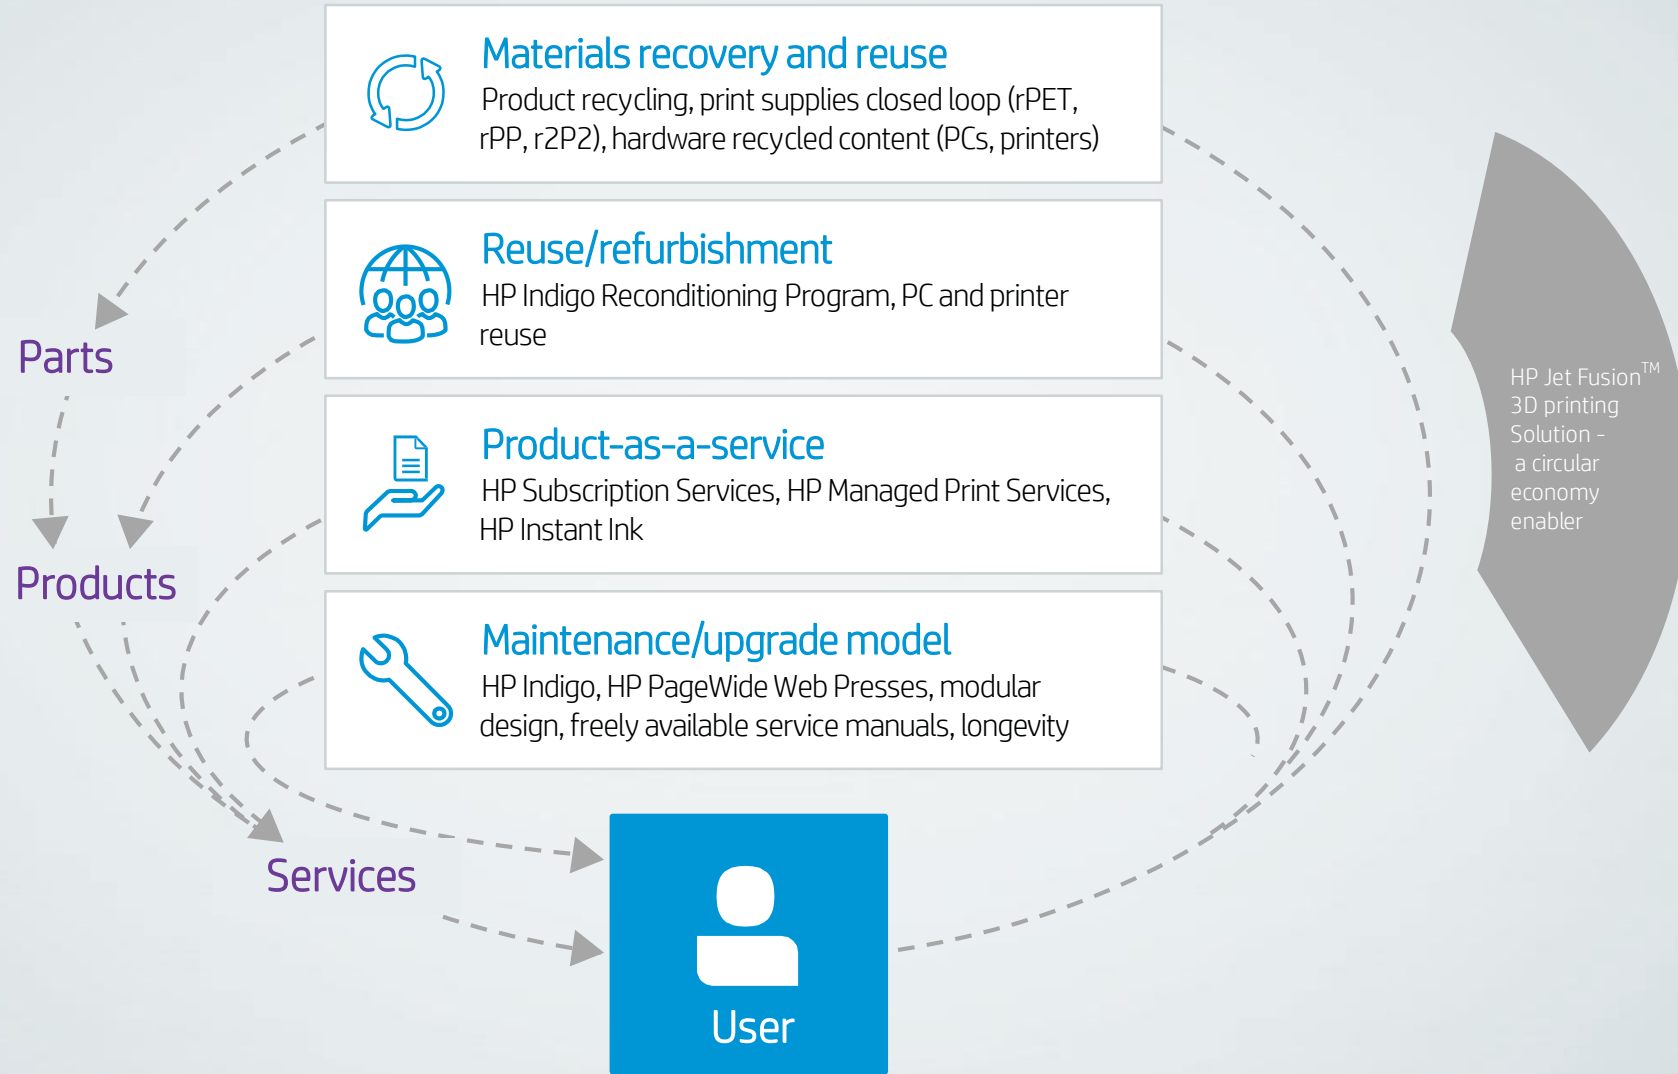 Materials recovery and reuse
Product recycling, print supplies closed loop (rPET,
rPP, r2P2), hardware recycled content (PCs, printers)
Reuse/refurbishment
HP Indigo Reconditioning Program, PC and printer
reuse
Parts
HP Jet Fusion™
3D printing
Solution -
a circular
economy
enabler
Product-as-a-service
HP Subscription Services, HP Managed Print Services,
HP Instant Ink
Products
Maintenance/upgrade model
HP Indigo, HP PageWide Web Presses, modular
design, freely available service manuals, longevity
Services
User